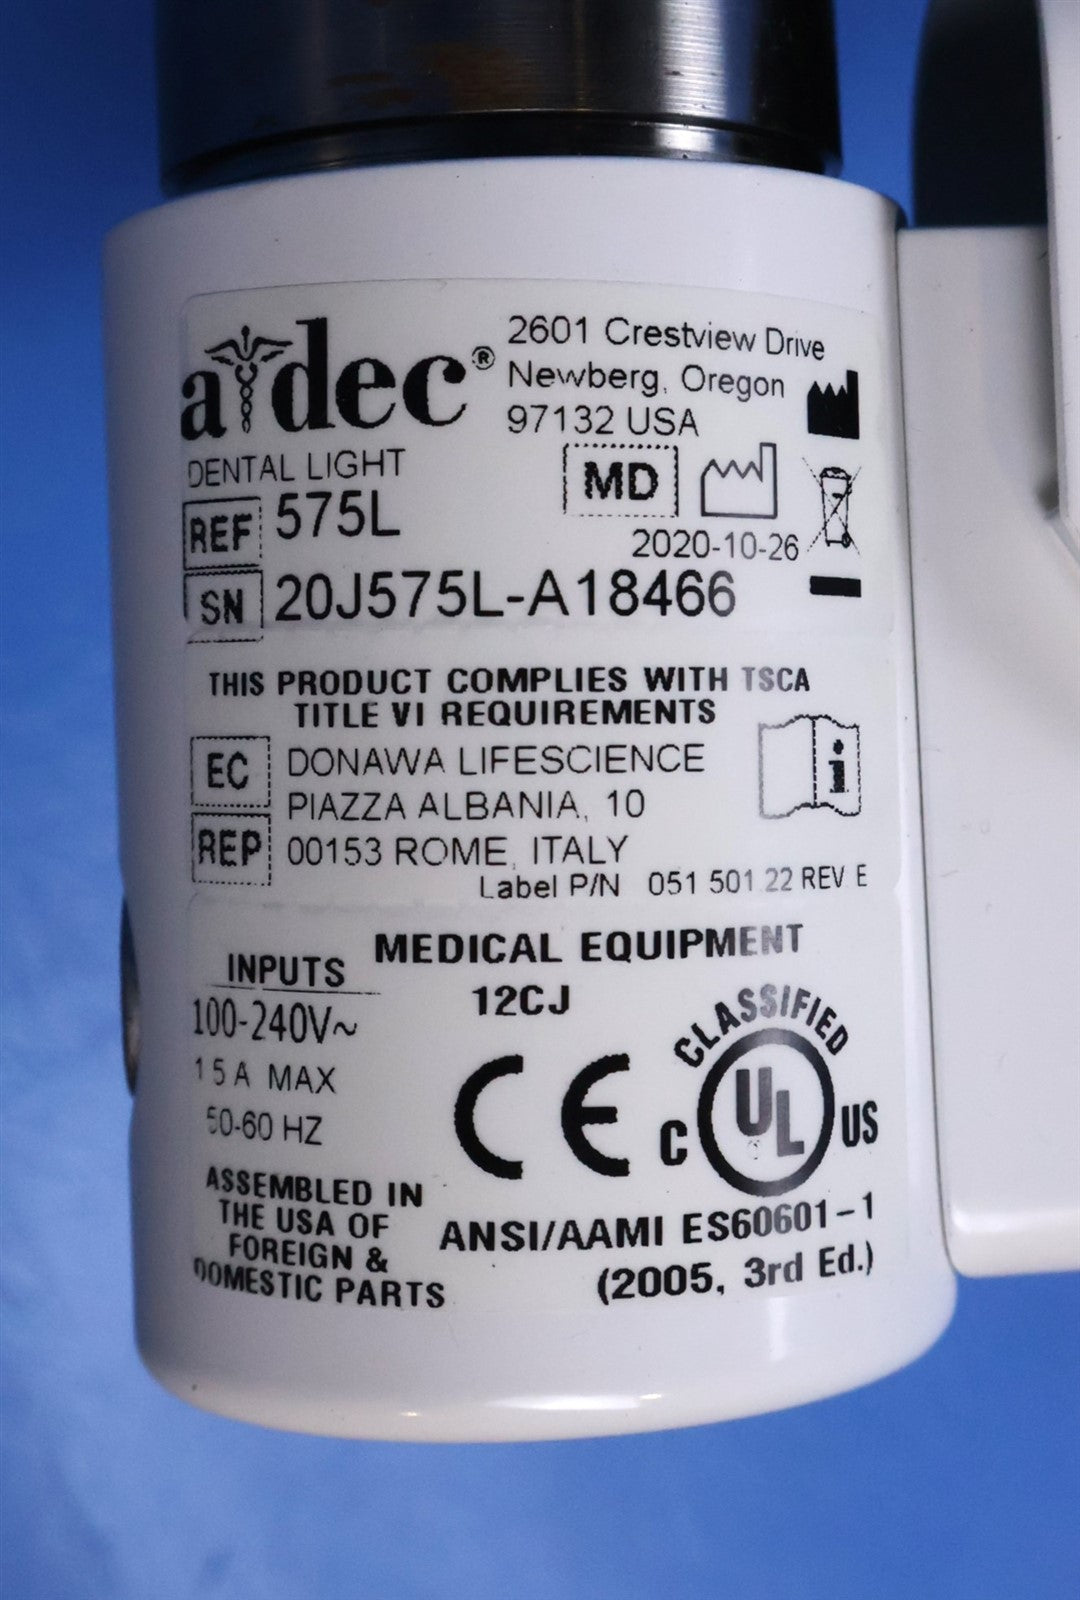 a dec®
2601 Crestview Drive
Newberg, Oregon
97132 USA
DENTAL LIGHT
MD
REF 575L
2020-10-26
SN 20J575L-A18466
THIS PRODUCT COMPLIES WITH TSCA
TITLE VI REQUIREMENTS
EC REP
DONAWA LIFESCIENCE
PIAZZA ALBANIA, 10
00153 ROME, ITALY
i
Label P/N 051 501 22 REV E
MEDICAL EQUIPMENT
12CJ
INPUTS
100-240V~
1 5 A MAX
50-60 HZ
CE
CLASSIFIED
C UL US
ASSEMBLED IN
THE USA OF
FOREIGN &
DOMESTIC PARTS
ANSI/AAMI ES60601-1
(2005, 3rd Ed.)